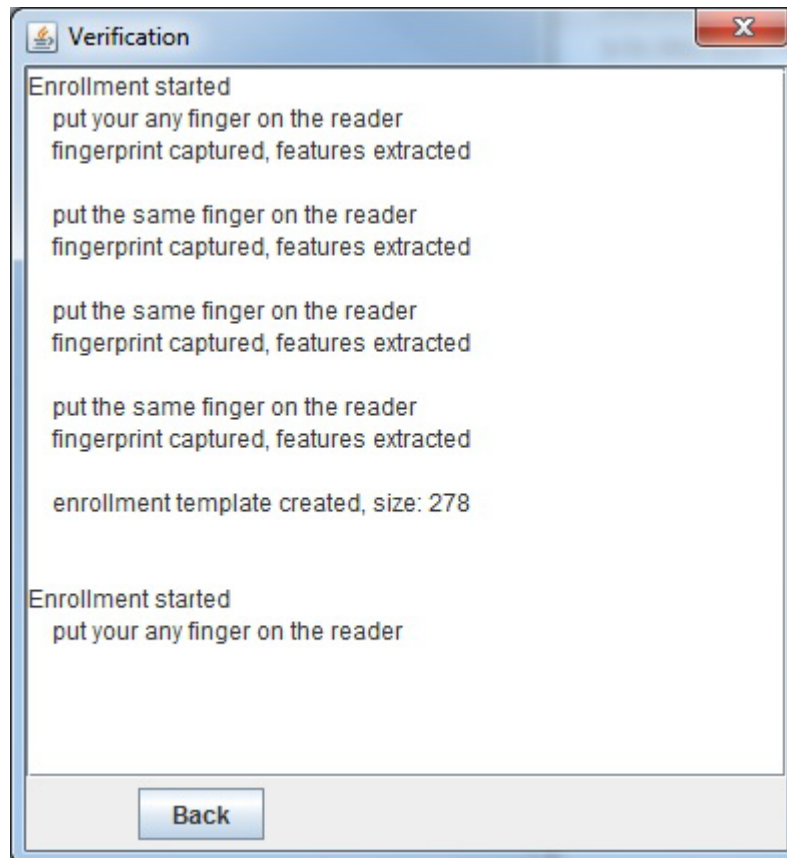 Verification
Enrollment started
put your any finger on the reader
fingerprint captured, features extracted
put the same finger on the reader
fingerprint captured, features extracted
put the same finger on the reader
fingerprint captured, features extracted
put the same finger on the reader
fingerprint captured, features extracted
enrollment template created, size: 278
Enrollment started
put your any finger on the reader
Back